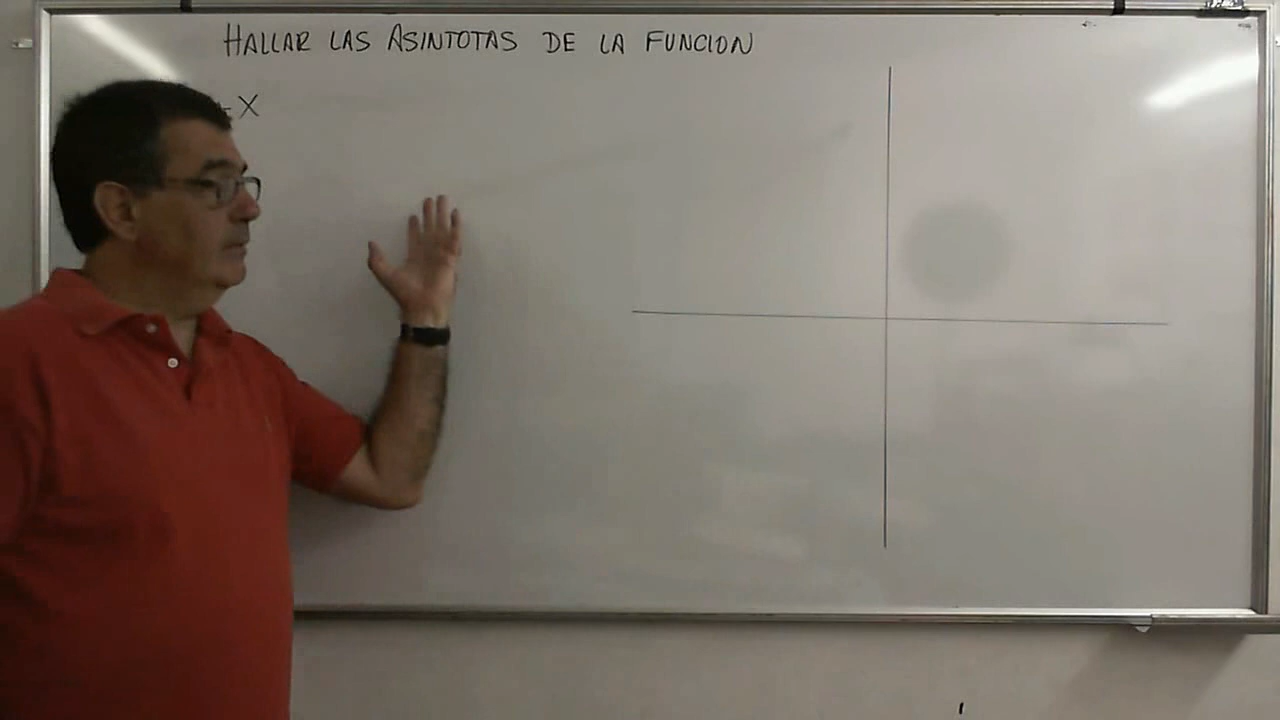 HALLAR LAS ASINTOTAS DE LA FUNCION
+ X